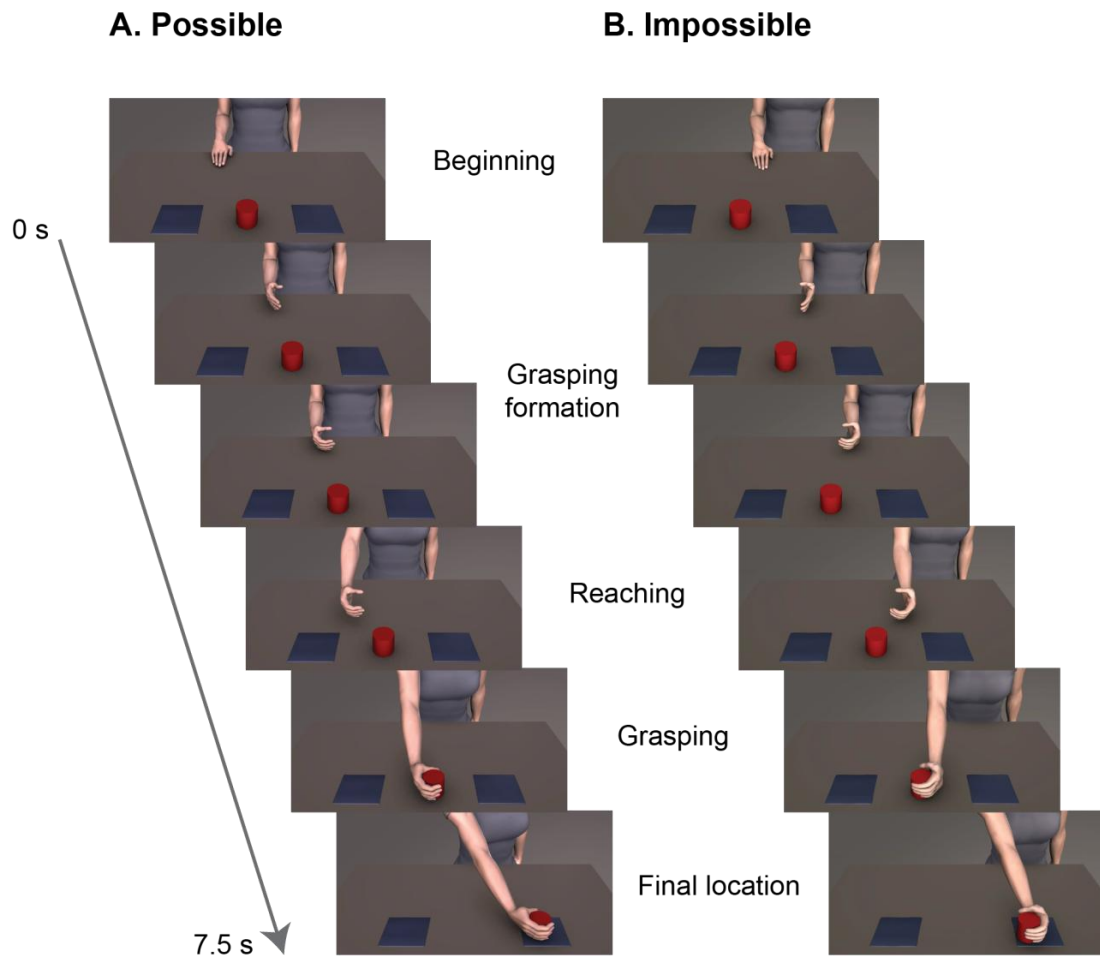 A. Possible
B. Impossible
Beginning
0 s
Grasping
formation
Reaching
Grasping
Final location
7.5 s